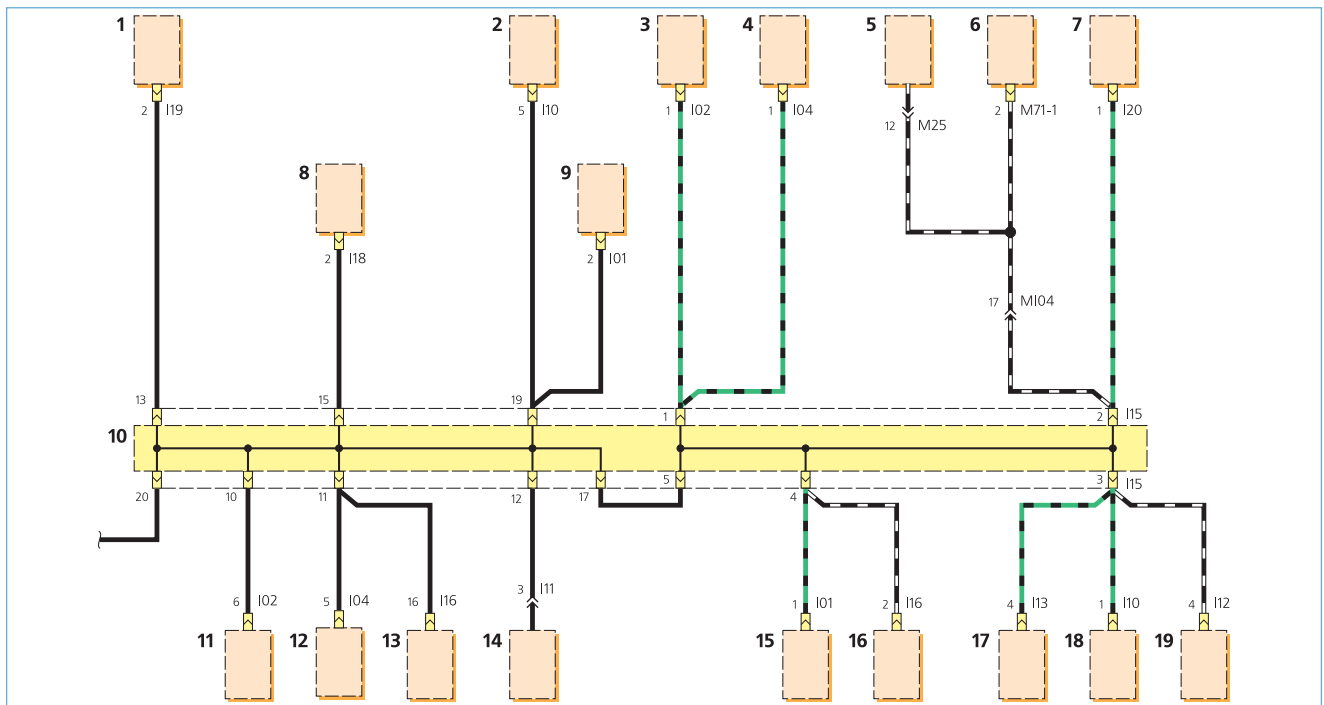 1 2 3 4 5 6 7
2 I19 5 I10 1 I02 1 I04 12 M25 2 M71-1 1 I20
8 9
2 I18 2 I01
17 MI04
13 15 19 1 2 I15
10
20 10 11 12 17 5 4 3 I15
3 I11
6 I02 5 I04 16 I16 1 I01 2 I16 4 I13 1 I10 4 I12
11 12 13 14 15 16 17 18 19